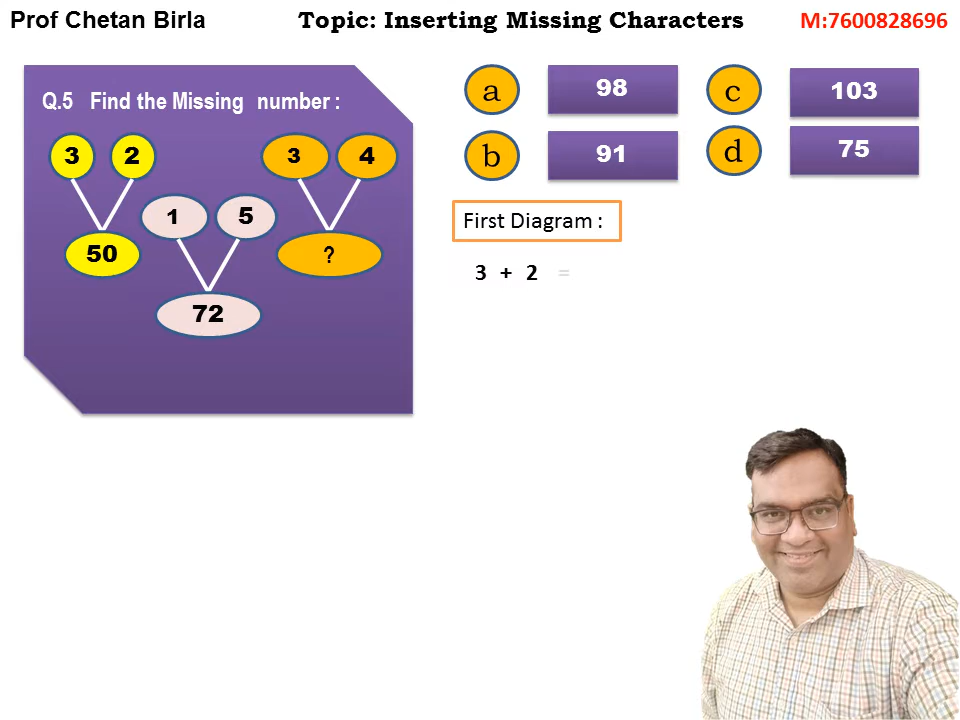 Prof Chetan Birla Topic: Inserting Missing Characters M:7600828696
Q.5 Find the Missing number :
3 2 3 4
1 5
50 ?
72
a 98 c 103
b 91 d 75
First Diagram :
3 + 2 =